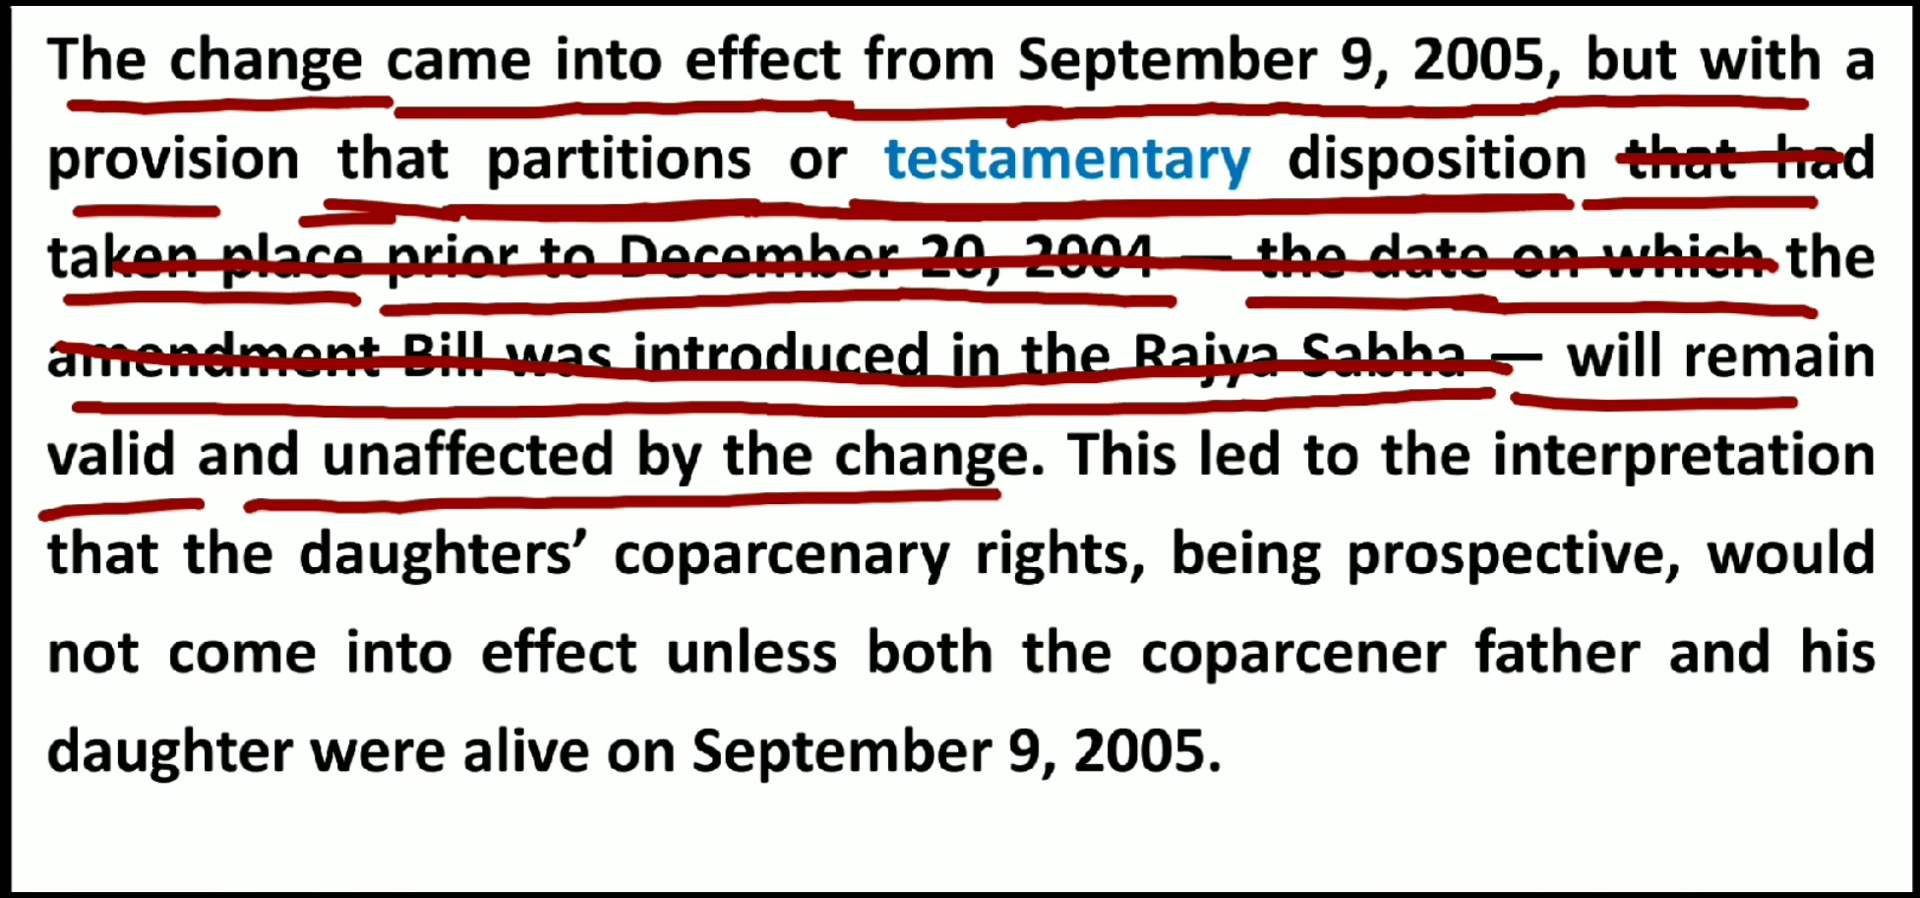 The change came into effect from September 9, 2005, but with a
provision that partitions or testamentary disposition that had
taken place prior to December 20, 2004 — the date on which the
amendment Bill was introduced in the Rajya Sabha — will remain
valid and unaffected by the change. This led to the interpretation
that the daughters’ coparcenary rights, being prospective, would
not come into effect unless both the coparcener father and his
daughter were alive on September 9, 2005.